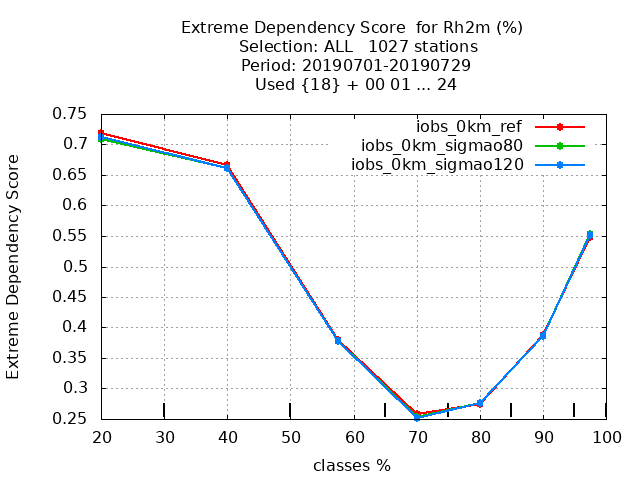 Extreme Dependency Score  for Rh2m (%)
Selection: ALL   1027 stations
Period: 20190701-20190729
Used {18} + 00 01 ... 24
iobs_0km_ref
iobs_0km_sigmao80
iobs_0km_sigmao120
Extreme Dependency Score
0.75
0.7
0.65
0.6
0.55
0.5
0.45
0.4
0.35
0.3
0.25
20 30 40 50 60 70 80 90 100
classes %